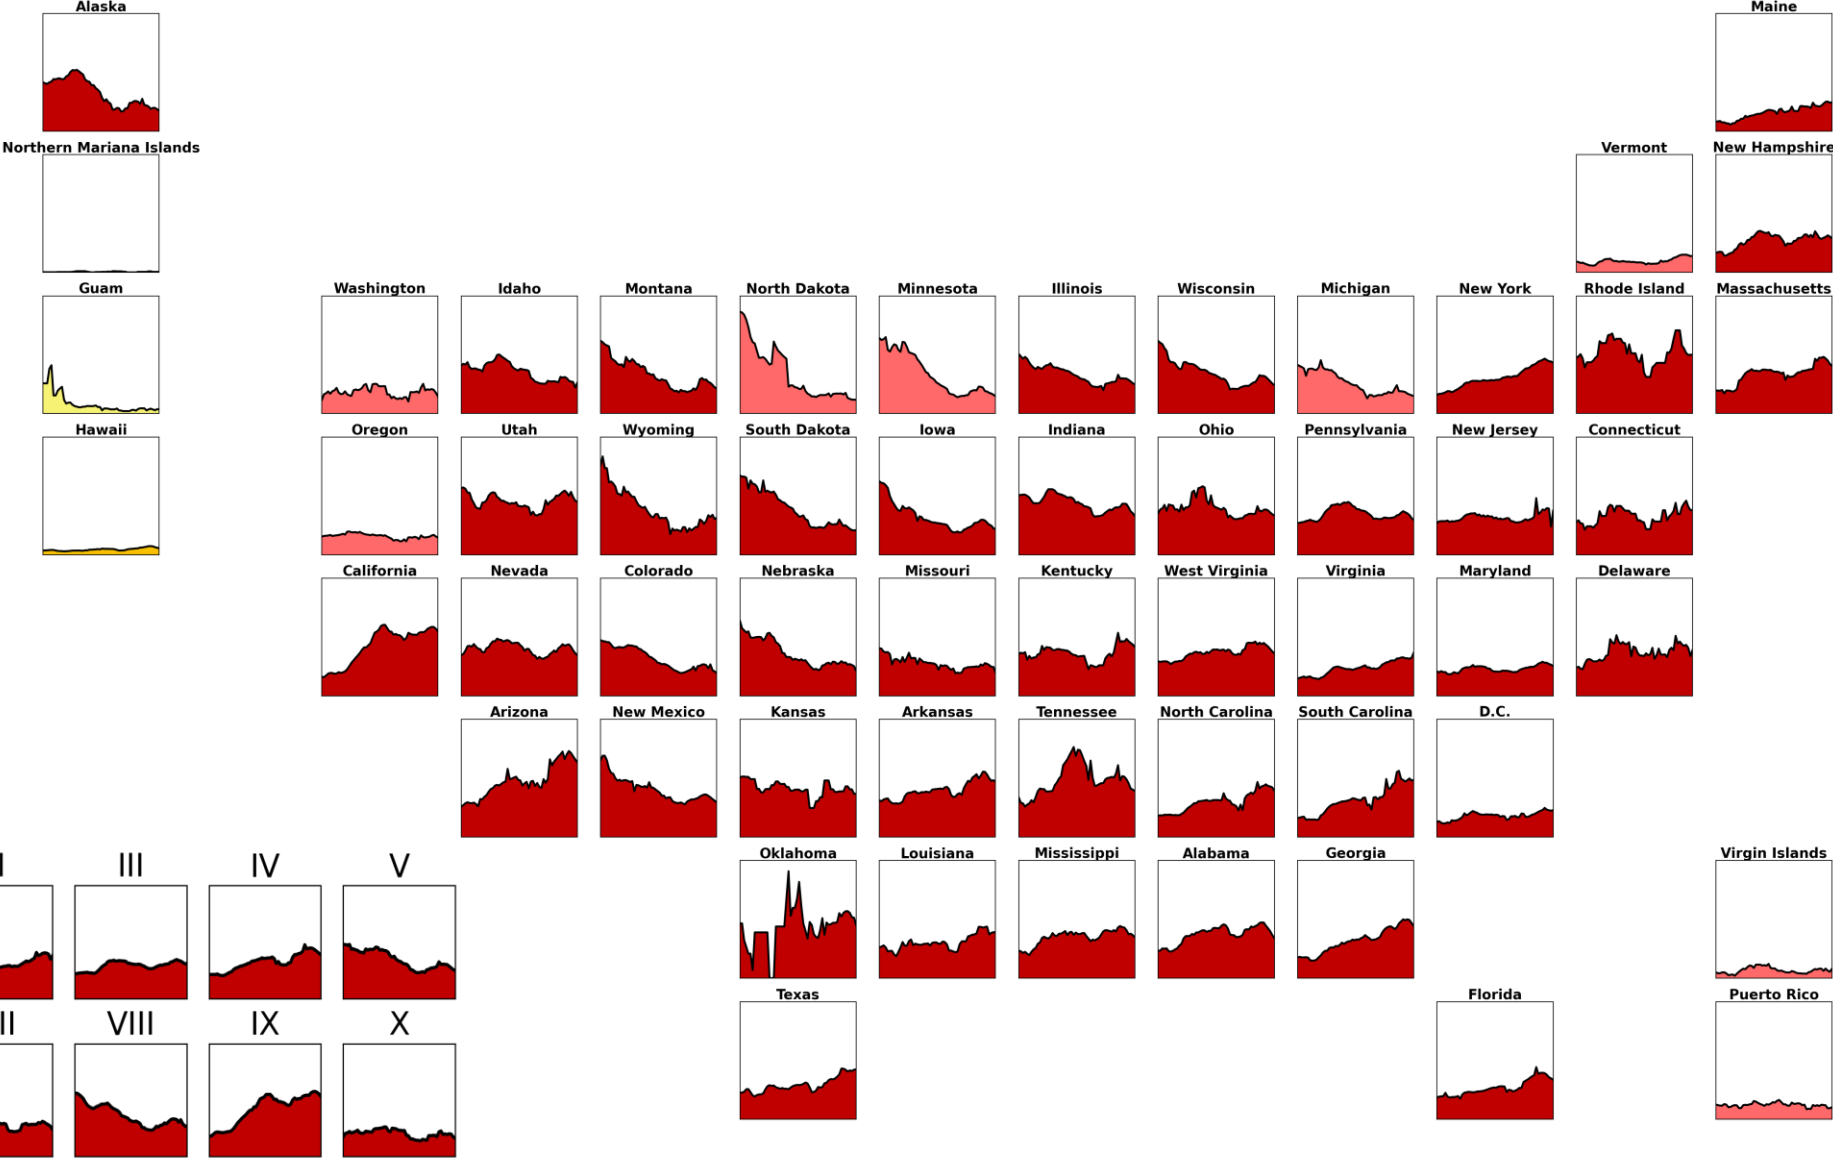 Alaska
Maine
Northern Mariana Islands
Vermont
New Hampshire
Guam
Washington
Idaho
Montana
North Dakota
Minnesota
Illinois
Wisconsin
Michigan
New York
Rhode Island
Massachusetts
Hawaii
Oregon
Utah
Wyoming
South Dakota
Iowa
Indiana
Ohio
Pennsylvania
New Jersey
Connecticut
California
Nevada
Colorado
Nebraska
Missouri
Kentucky
West Virginia
Virginia
Maryland
Delaware
Arizona
New Mexico
Kansas
Arkansas
Tennessee
North Carolina
South Carolina
D.C.
Oklahoma
Louisiana
Mississippi
Alabama
Georgia
Virgin Islands
III
IV
V
Texas
Florida
Puerto Rico
VIII
IX
X